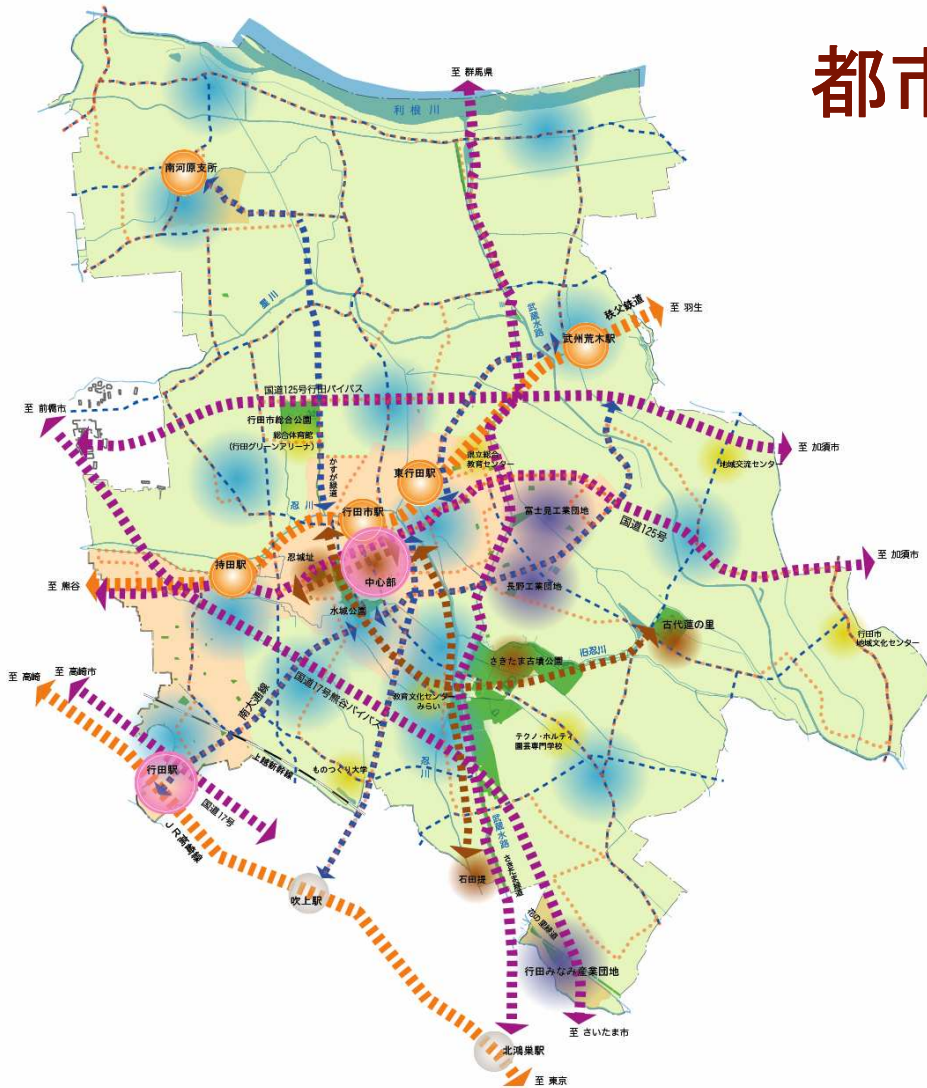 都市
至 群馬県
利根川
南河原支所
星川
武蔵水路
秩父鉄道
至 羽生
武州荒木駅
国道125号行田バイパス
至 前橋市
行田市総合公園
総合体育館
(行田グリーンアリーナ)
かすが緑道
東行田駅
県立総合
教育センター
地域交流センター
至 加須市
忍川
行田市駅
富士見工業団地
国道125号
忍城址
持田駅
中心部
至 加須市
至 熊谷
長野工業団地
水城公園
古代蓮の里
行田市
地域文化センター
旧忍川
さきたま古墳公園
至 高崎市
至 高崎
南大通線
国道17号熊谷バイパス
教育文化センター
みらい
テクノ・ホルティ
園芸専門学校
上越新幹線
ものつくり大学
忍川
行田駅
国道17号
JR高崎線
武蔵水路
石田堤
吹上駅
行田みなみ産業団地
至 さいたま市
北鴻巣駅
至 東京